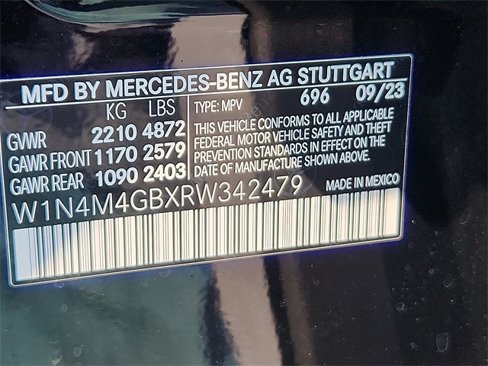 MFD BY MERCEDES-BENZ AG STUTTGART
KG LBS TYPE: MPV 696 09/23
GWR 2210 4872 THIS VEHICLE CONFORMS TO ALL APPLICABLE
GAWR FRONT 1170 2579 FEDERAL MOTOR VEHICLE SAFETY AND THEFT
GAWR REAR 1090 2403 PREVENTION STANDARDS IN EFFECT ON THE
DATE OF MANUFACTURE SHOWN ABOVE.
W1N4M4GBXRW342479 MADE IN MEXICO